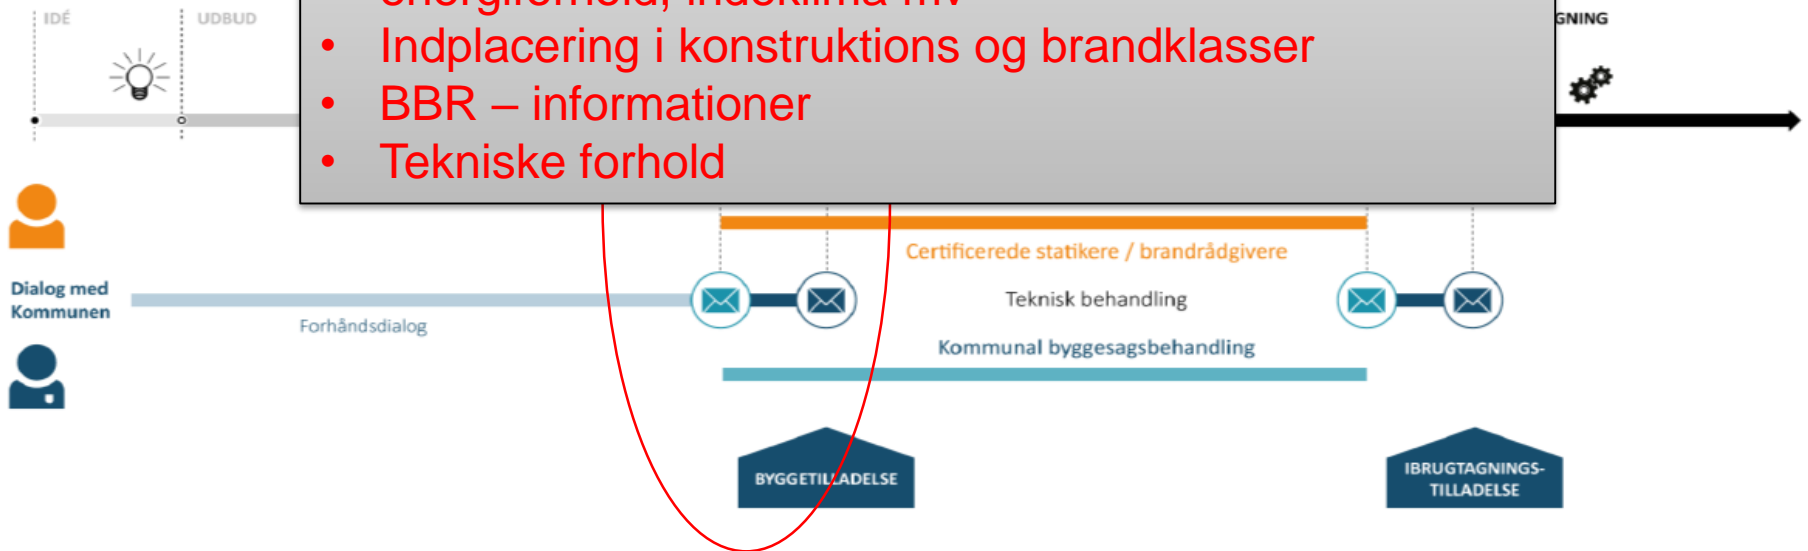 IDÉ
UDBUD
• Indplacering i konstruktions og brandklasser
• BBR – informationer
• Tekniske forhold
Certificerede statikere / brandrådgivere
Dialog med
Kommunen
Forhåndsdialog
Teknisk behandling
Kommunal byggesagsbehandling
BYGGETILLADELSE
IBRUGTAGNINGS-
TILLADELSE